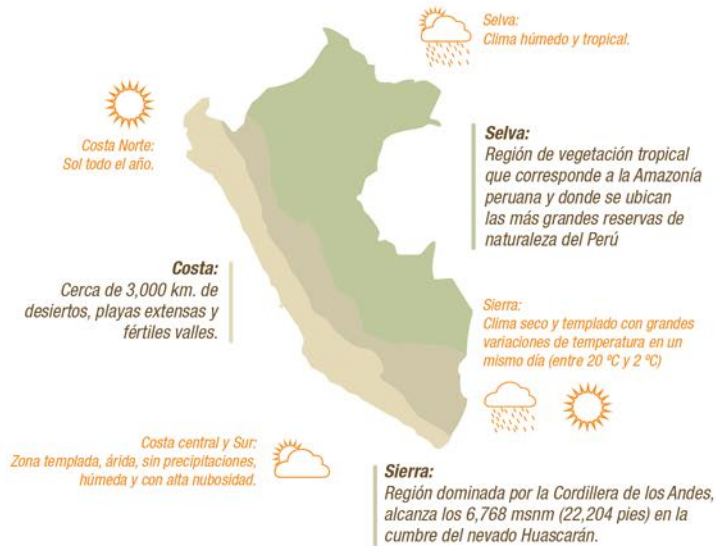 Selva:
Clima húmedo y tropical.
Costa Norte:
Sol todo el año.
Selva:
Región de vegetación tropical
que corresponde a la Amazonía
peruana y donde se ubican
las más grandes reservas de
naturaleza del Perú
Costa:
Cerca de 3,000 km. de
desiertos, playas extensas y
fértiles valles.
Sierra:
Clima seco y templado con grandes
variaciones de temperatura en un
mismo día (entre 20 ºC y 2 ºC)
Costa central y Sur:
Zona templada, árida, sin precipitaciones,
húmeda y con alta nubosidad.
Sierra:
Región dominada por la Cordillera de los Andes,
alcanza los 6,768 msnm (22,204 pies) en la
cumbre del nevado Huascarán.